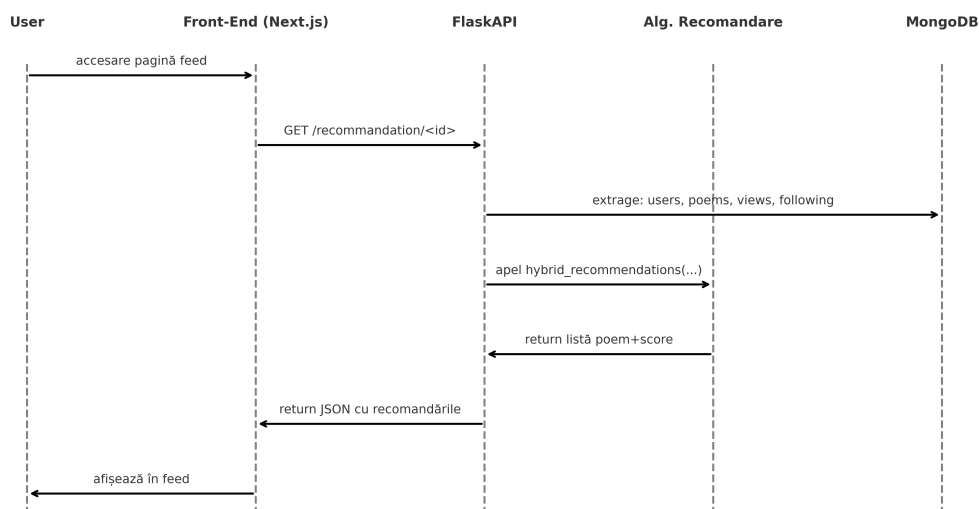 User
Front-End (Next.js)
FlaskAPI
Alg. Recomandare
MongoDB
accesare pagină feed
GET /recommandation/<id>
extrage: users, poems, views, following
apel hybrid_recommendations(...)
return listă poem+score
return JSON cu recomandările
afișează în feed